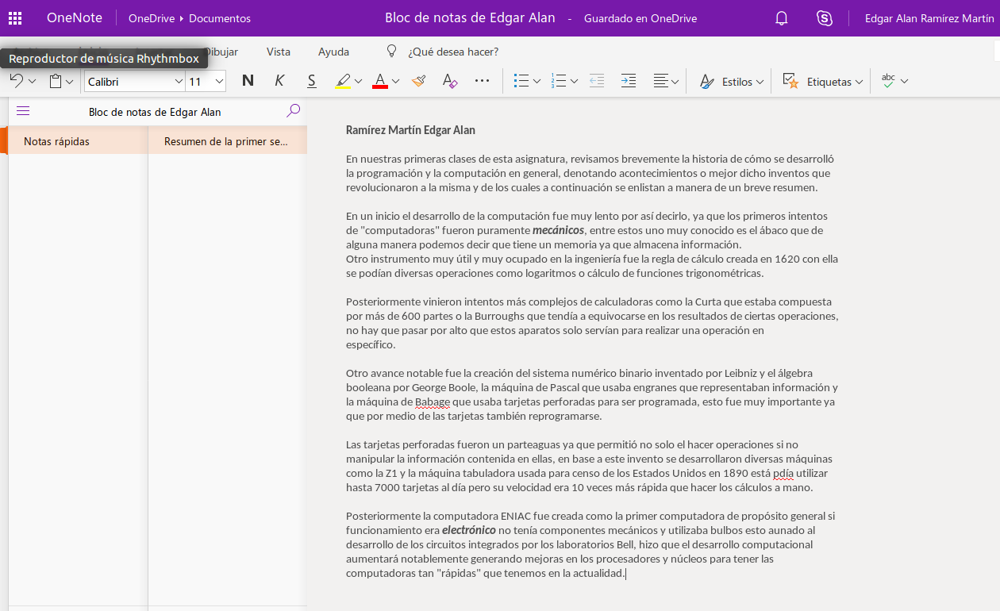 OneNote
OneDrive › Documentos
Bloc de notas de Edgar Alan - Guardado en OneDrive
Edgar Alan Ramírez Martín
Reproductor de música Rhythmbox
Dibujar
Vista
Ayuda
¿Qué desea hacer?
Calibri
11
N
K
S
A
A
Estilos
Etiquetas
abc
Bloc de notas de Edgar Alan
Notas rápidas
Resumen de la primer se...
Ramírez Martín Edgar Alan
En nuestras primeras clases de esta asignatura, revisamos brevemente la historia de cómo se desarrolló
la programación y la computación en general, denotando acontecimientos o mejor dicho inventos que
revolucionaron a la misma y de los cuales a continuación se enlistan a manera de un breve resumen.
En un inicio el desarrollo de la computación fue muy lento por así decirlo, ya que los primeros intentos
de "computadoras" fueron puramente mecánicos, entre estos uno muy conocido es el ábaco que de
alguna manera podemos decir que tiene un memoria ya que almacena información.
Otro instrumento muy útil y muy ocupado en la ingeniería fue la regla de cálculo creada en 1620 con ella
se podían diversas operaciones como logaritmos o cálculo de funciones trigonométricas.
Posteriormente vinieron intentos más complejos de calculadoras como la Curta que estaba compuesta
por más de 600 partes o la Burroughs que tendía a equivocarse en los resultados de ciertas operaciones,
no hay que pasar por alto que estos aparatos solo servían para realizar una operación en
específico.
Otro avance notable fue la creación del sistema numérico binario inventado por Leibniz y el álgebra
booleana por George Boole, la máquina de Pascal que usaba engranes que representaban información y
la máquina de Babage que usaba tarjetas perforadas para ser programada, esto fue muy importante ya
que por medio de las tarjetas también reprogramarse.
Las tarjetas perforadas fueron un parteaguas ya que permitió no solo el hacer operaciones si no
manipular la información contenida en ellas, en base a este invento se desarrollaron diversas máquinas
como la Z1 y la máquina tabuladora usada para censo de los Estados Unidos en 1890 está pdía utilizar
hasta 7000 tarjetas al día pero su velocidad era 10 veces más rápida que hacer los cálculos a mano.
Posteriormente la computadora ENIAC fue creada como la primer computadora de propósito general si
funcionamiento era electrónico no tenía componentes mecánicos y utilizaba bulbos esto aunado al
desarrollo de los circuitos integrados por los laboratorios Bell, hizo que el desarrollo computacional
aumentará notablemente generando mejoras en los procesadores y núcleos para tener las
computadoras tan "rápidas" que tenemos en la actualidad.